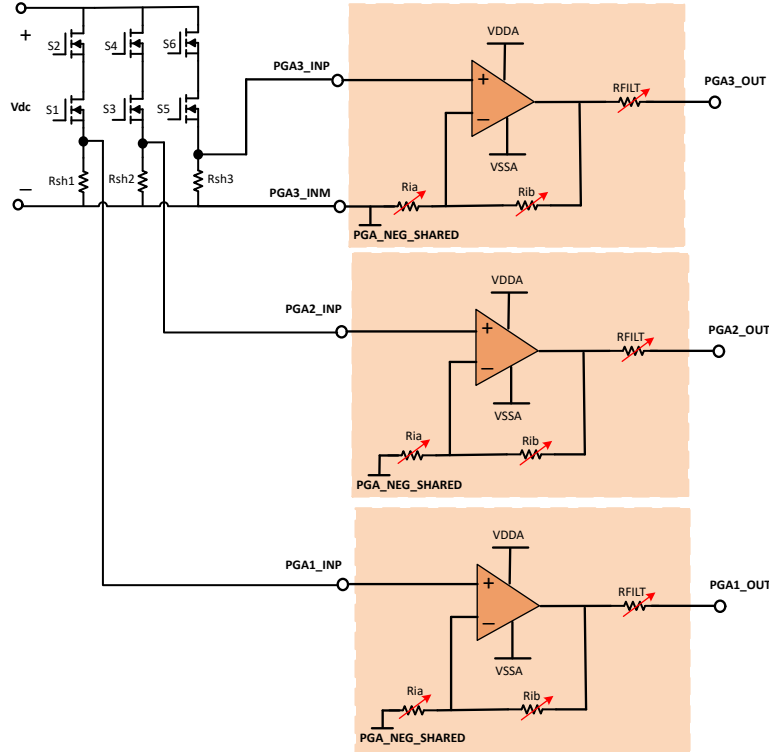 +
S2
S4
S6
Vdc
S1
S3
S5
Rsh1
Rsh2
Rsh3
−
PGA3_INP
VDDA
+
−
VSSA
RFILT
PGA3_OUT
PGA3_INM
Ria
Rib
PGA_NEG_SHARED
PGA2_INP
VDDA
+
−
VSSA
RFILT
PGA2_OUT
Ria
Rib
PGA_NEG_SHARED
PGA1_INP
VDDA
+
−
VSSA
RFILT
PGA1_OUT
Ria
Rib
PGA_NEG_SHARED